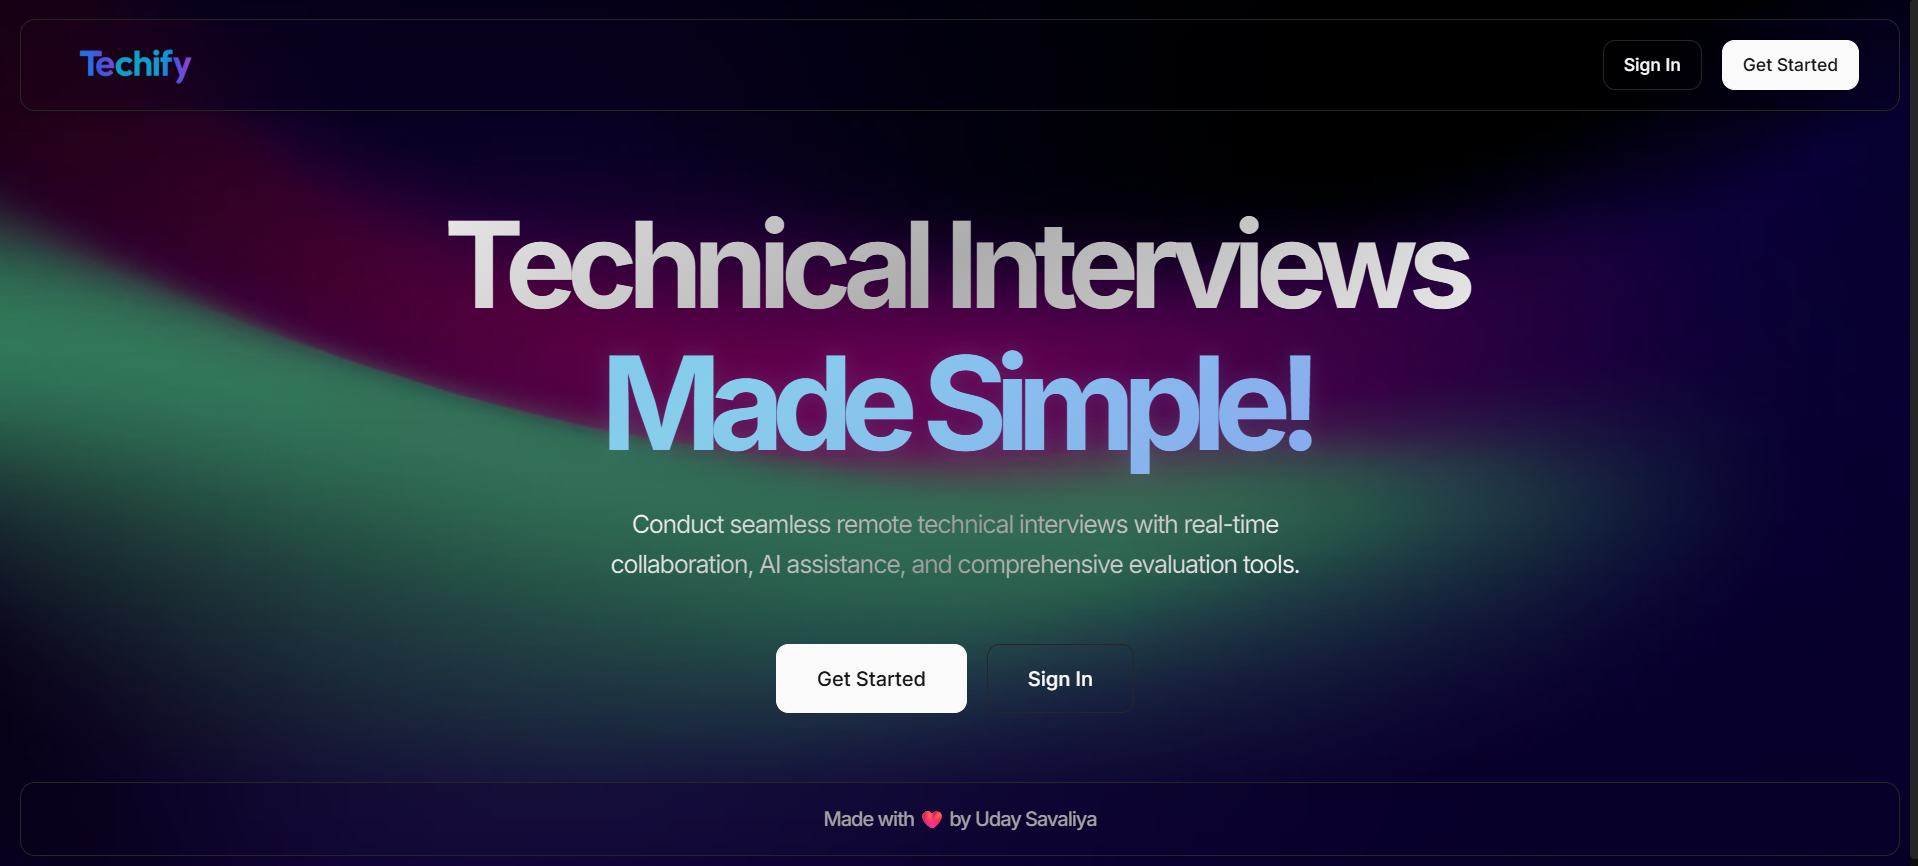 Techify
Sign In
Get Started
Technical Interviews
Made Simple!
Conduct seamless remote technical interviews with real-time
collaboration, AI assistance, and comprehensive evaluation tools.
Get Started
Sign In
Made with ❤️ by Uday Savaliya